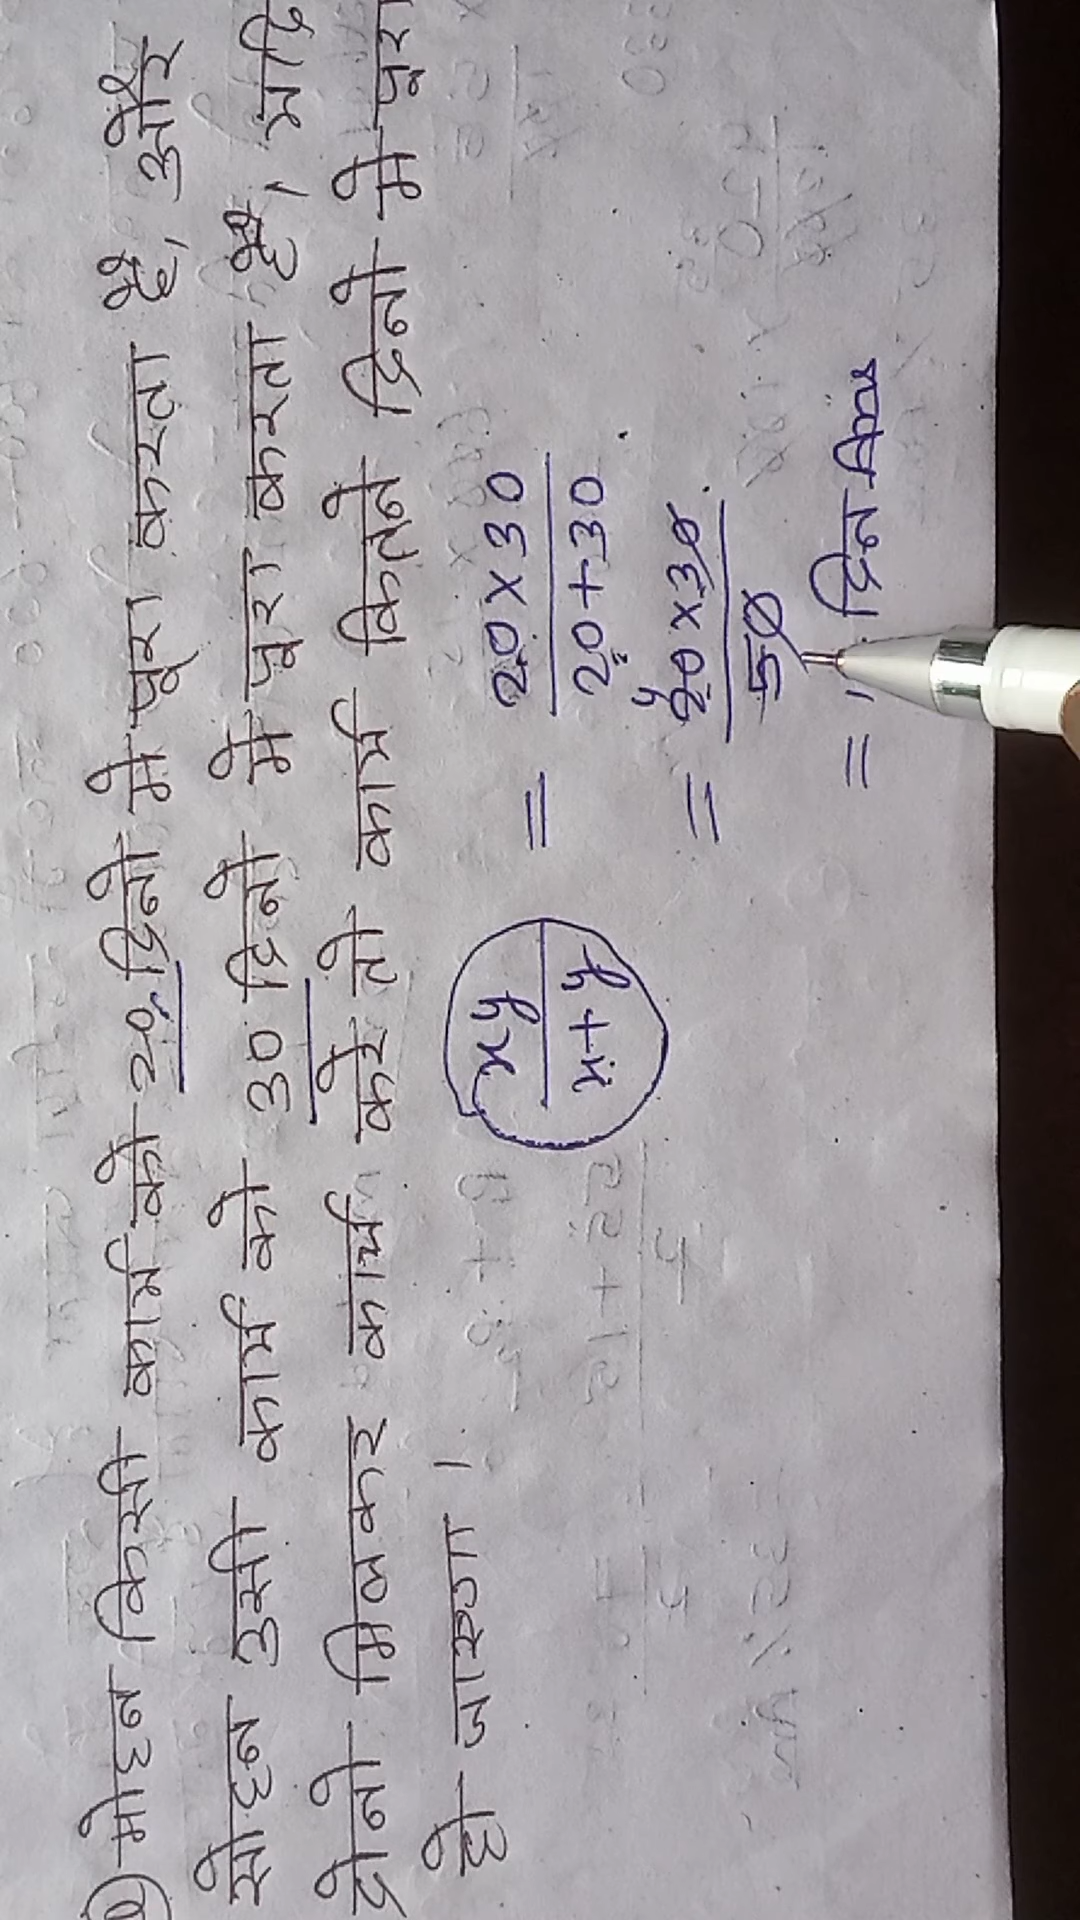 मोहन किसी कार्य को 20 दिनो मे पूरा करता है, और
सोहन उसी कार्य को 30 दिनो मे पूरा करता है, यदि
दोनो मिलकर कार्य करे तो कार्य कितने दिनो मे पूरा
हो जाएगा ।
xy / x+y = 20 × 30 / 20 + 30
= 4 20 × 30 / 50
= दिन Ans